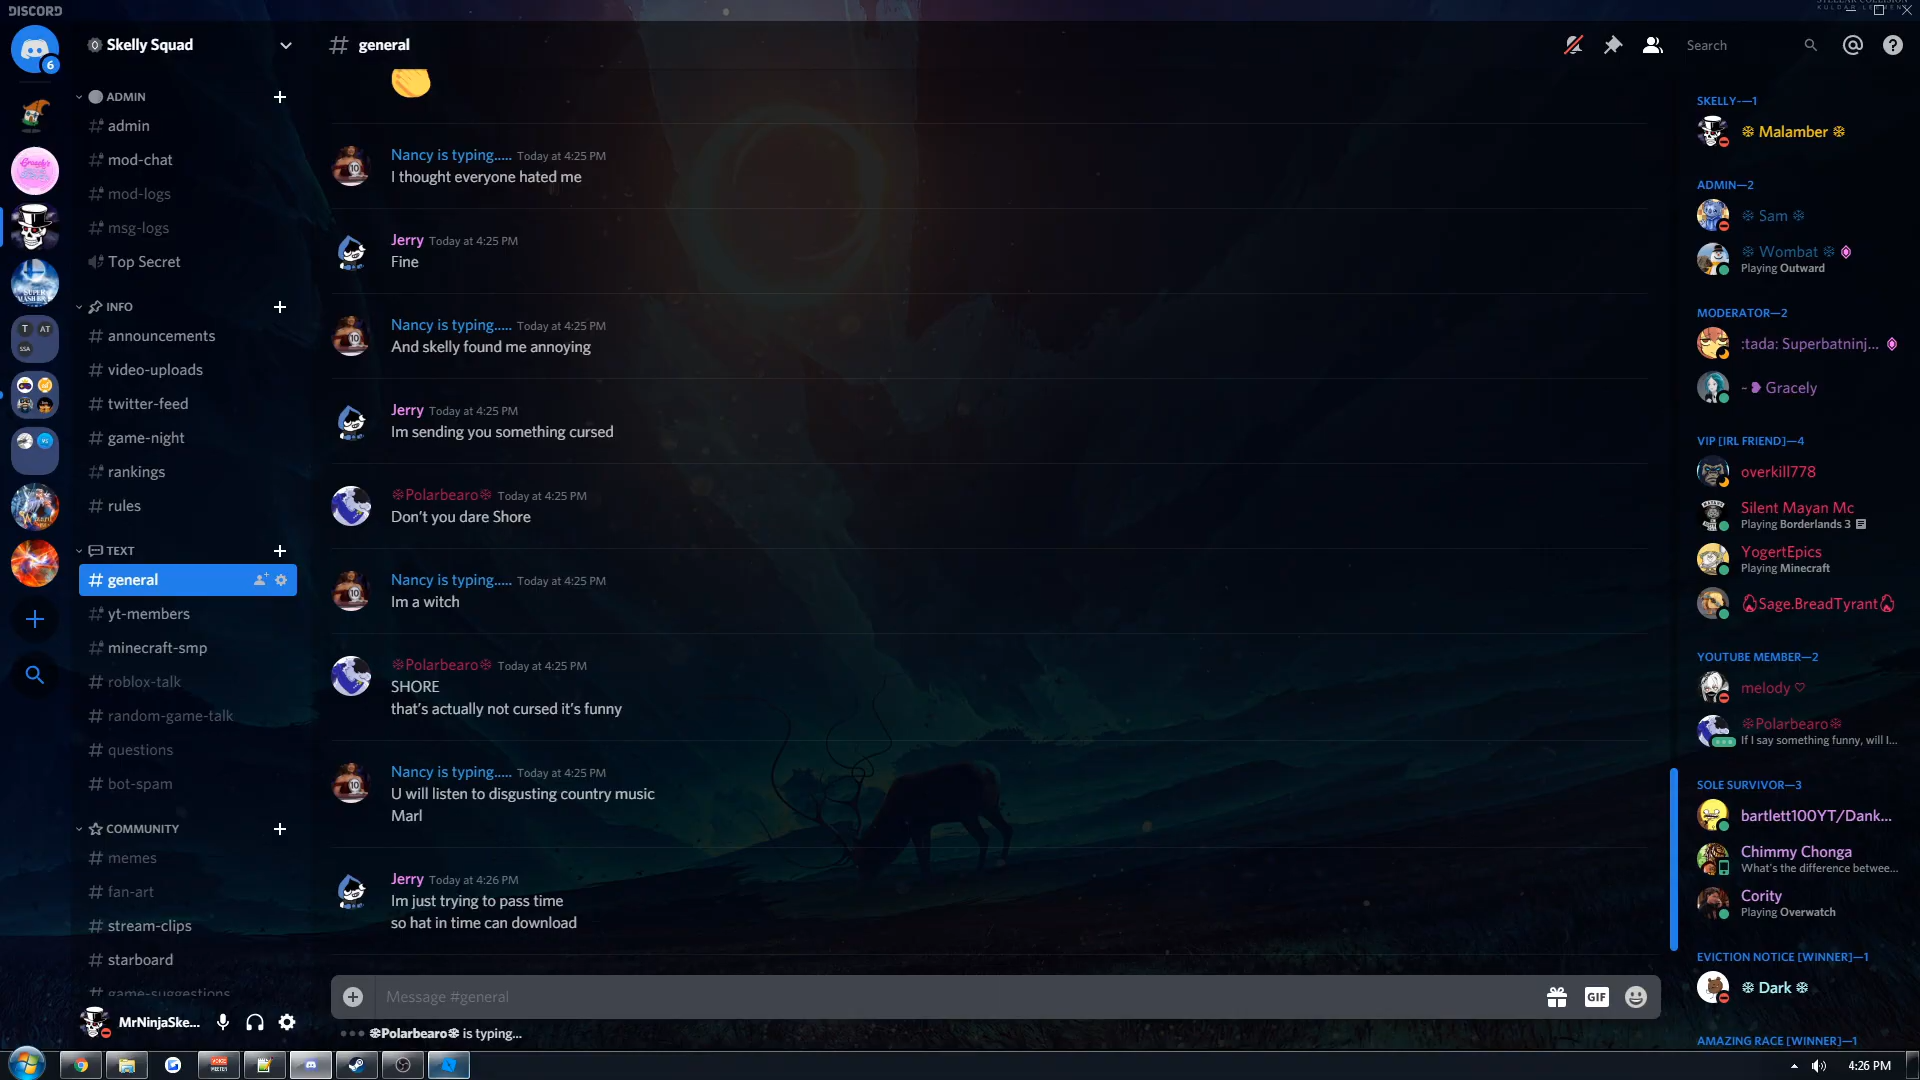 DISCORD
6
Skelly Squad
ADMIN
admin
mod-chat
mod-logs
msg-logs
Top Secret
INFO
announcements
video-uploads
twitter-feed
game-night
rankings
rules
TEXT
general
yt-members
minecraft-smp
roblox-talk
random-game-talk
questions
bot-spam
COMMUNITY
memes
fan-art
stream-clips
starboard
game-suggestions
MrNinjaSke...
T AT
SSA
# general
Search
Nancy is typing..... Today at 4:25 PM
I thought everyone hated me
Jerry Today at 4:25 PM
Fine
Nancy is typing..... Today at 4:25 PM
And skelly found me annoying
Jerry Today at 4:25 PM
Im sending you something cursed
❄Polarbearo❄ Today at 4:25 PM
Don't you dare Shore
Nancy is typing..... Today at 4:25 PM
Im a witch
❄Polarbearo❄ Today at 4:25 PM
SHORE
that's actually not cursed it's funny
Nancy is typing..... Today at 4:25 PM
U will listen to disgusting country music
Marl
Jerry Today at 4:26 PM
Im just trying to pass time
so hat in time can download
Message #general
GIF
❄Polarbearo❄ is typing...
SKELLY-—1
❄ Malamber ❄
ADMIN—2
❄ Sam ❄
❄ Wombat ❄
Playing Outward
MODERATOR—2
:tada: Superbatninj...
- ❥ Gracely
VIP [IRL FRIEND]—4
overkill778
Silent Mayan Mc
Playing Borderlands 3
YogertEpics
Playing Minecraft
🔥Sage.BreadTyrant🔥
YOUTUBE MEMBER—2
melody ♡
❄Polarbearo❄
If I say something funny, will I...
SOLE SURVIVOR—3
bartlett100YT/Dank...
Chimmy Chonga
What's the difference betwee...
Cority
Playing Overwatch
EVICTION NOTICE [WINNER]—1
❄ Dark ❄
AMAZING RACE [WINNER]—1
4:26 PM